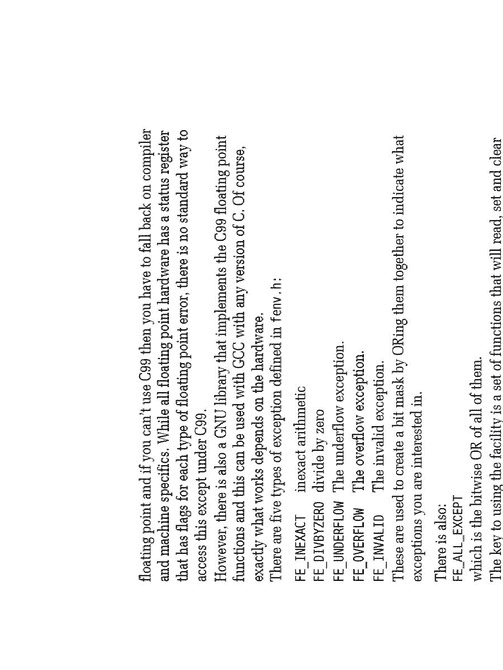 floating point and if you can't use C99 then you have to fall back on compiler
and machine specifics. While all floating point hardware has a status register
that has flags for each type of floating point error, there is no standard way to
access this except under C99.
However, there is also a GNU library that implements the C99 floating point
functions and this can be used with GCC with any version of C. Of course,
exactly what works depends on the hardware.
There are five types of exception defined in fenv.h:
FE_INEXACT inexact arithmetic
FE_DIVBYZERO divide by zero
FE_UNDERFLOW The underflow exception.
FE_OVERFLOW The overflow exception.
FE_INVALID The invalid exception.
These are used to create a bit mask by ORing them together to indicate what
exceptions you are interested in.
There is also:
FE_ALL_EXCEPT
which is the bitwise OR of all of them.
The key to using the facility is a set of functions that will read, set and clear